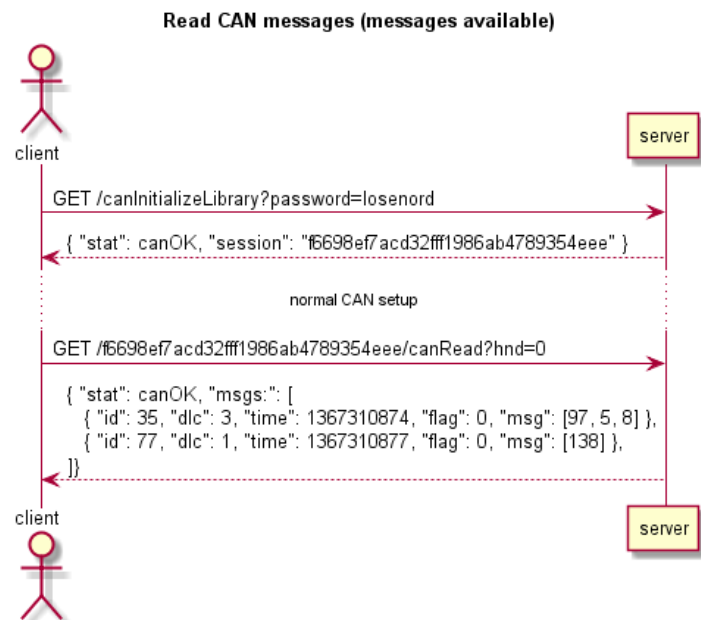 Read CAN messages (messages available)
client
server
GET /canInitializeLibrary?password=losenord
{ "stat": canOK, "session": "f6698ef7acd32fff1986ab4789354eee" }
normal CAN setup
GET /f6698ef7acd32fff1986ab4789354eee/canRead?hnd=0
{ "stat": canOK, "msgs:": [
{ "id": 35, "dlc": 3, "time": 1367310874, "flag": 0, "msg": [97, 5, 8] },
{ "id": 77, "dlc": 1, "time": 1367310877, "flag": 0, "msg": [138] },
]}
client
server